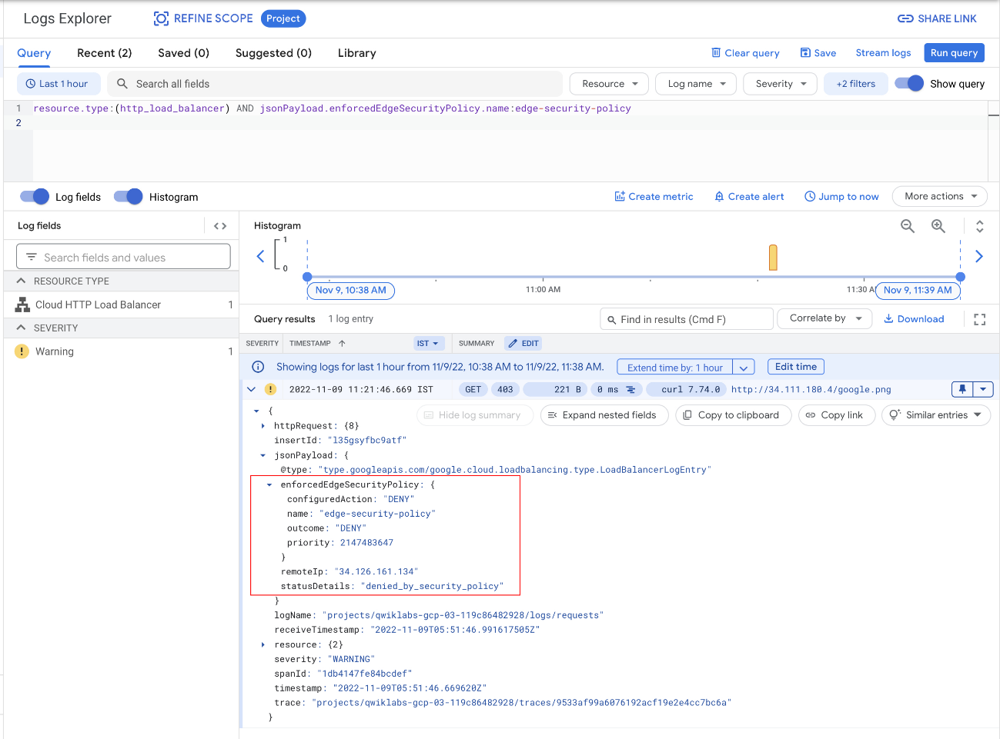 Logs Explorer REFINE SCOPE Project SHARE LINK
Query Recent (2) Saved (0) Suggested (0) Library Clear query Save Stream logs Run query
Last 1 hour Search all fields Resource Log name Severity +2 filters Show query
1 resource.type:(http_load_balancer) AND jsonPayload.enforcedEdgeSecurityPolicy.name:edge-security-policy
2
Log fields Histogram Create metric Create alert Jump to now More actions
Log fields <>
Search fields and values
RESOURCE TYPE
Cloud HTTP Load Balancer 1
SEVERITY
! Warning 1
Histogram
1
0
11:00 AM 11:30 AM
Nov 9, 10:38 AM Nov 9, 11:39 AM
Query results 1 log entry Find in results (Cmd F) Correlate by Download
SEVERITY TIMESTAMP IST SUMMARY EDIT
Showing logs for last 1 hour from 11/9/22, 10:38 AM to 11/9/22, 11:38 AM. Extend time by: 1 hour Edit time
! 2022-11-09 11:21:46.669 IST GET 403 221 B 0 ms curl 7.74.0 http://34.111.180.4/google.png
{ Hide log summary Expand nested fields Copy to clipboard Copy link Similar entries
httpRequest: {8}
insertId: "l35gsyfbc9atf"
jsonPayload: {
@type: "type.googleapis.com/google.cloud.loadbalancing.type.LoadBalancerLogEntry"
enforcedEdgeSecurityPolicy: {
configuredAction: "DENY"
name: "edge-security-policy"
outcome: "DENY"
priority: 2147483647
}
remoteIp: "34.126.161.134"
statusDetails: "denied_by_security_policy"
}
logName: "projects/qwiklabs-gcp-03-119c86482928/logs/requests"
receiveTimestamp: "2022-11-09T05:51:46.991617505Z"
resource: {2}
severity: "WARNING"
spanId: "1db4147fe84bcdef"
timestamp: "2022-11-09T05:51:46.669620Z"
trace: "projects/qwiklabs-gcp-03-119c86482928/traces/9533af99a6076192acf19e2e4cc7bc6a"
}